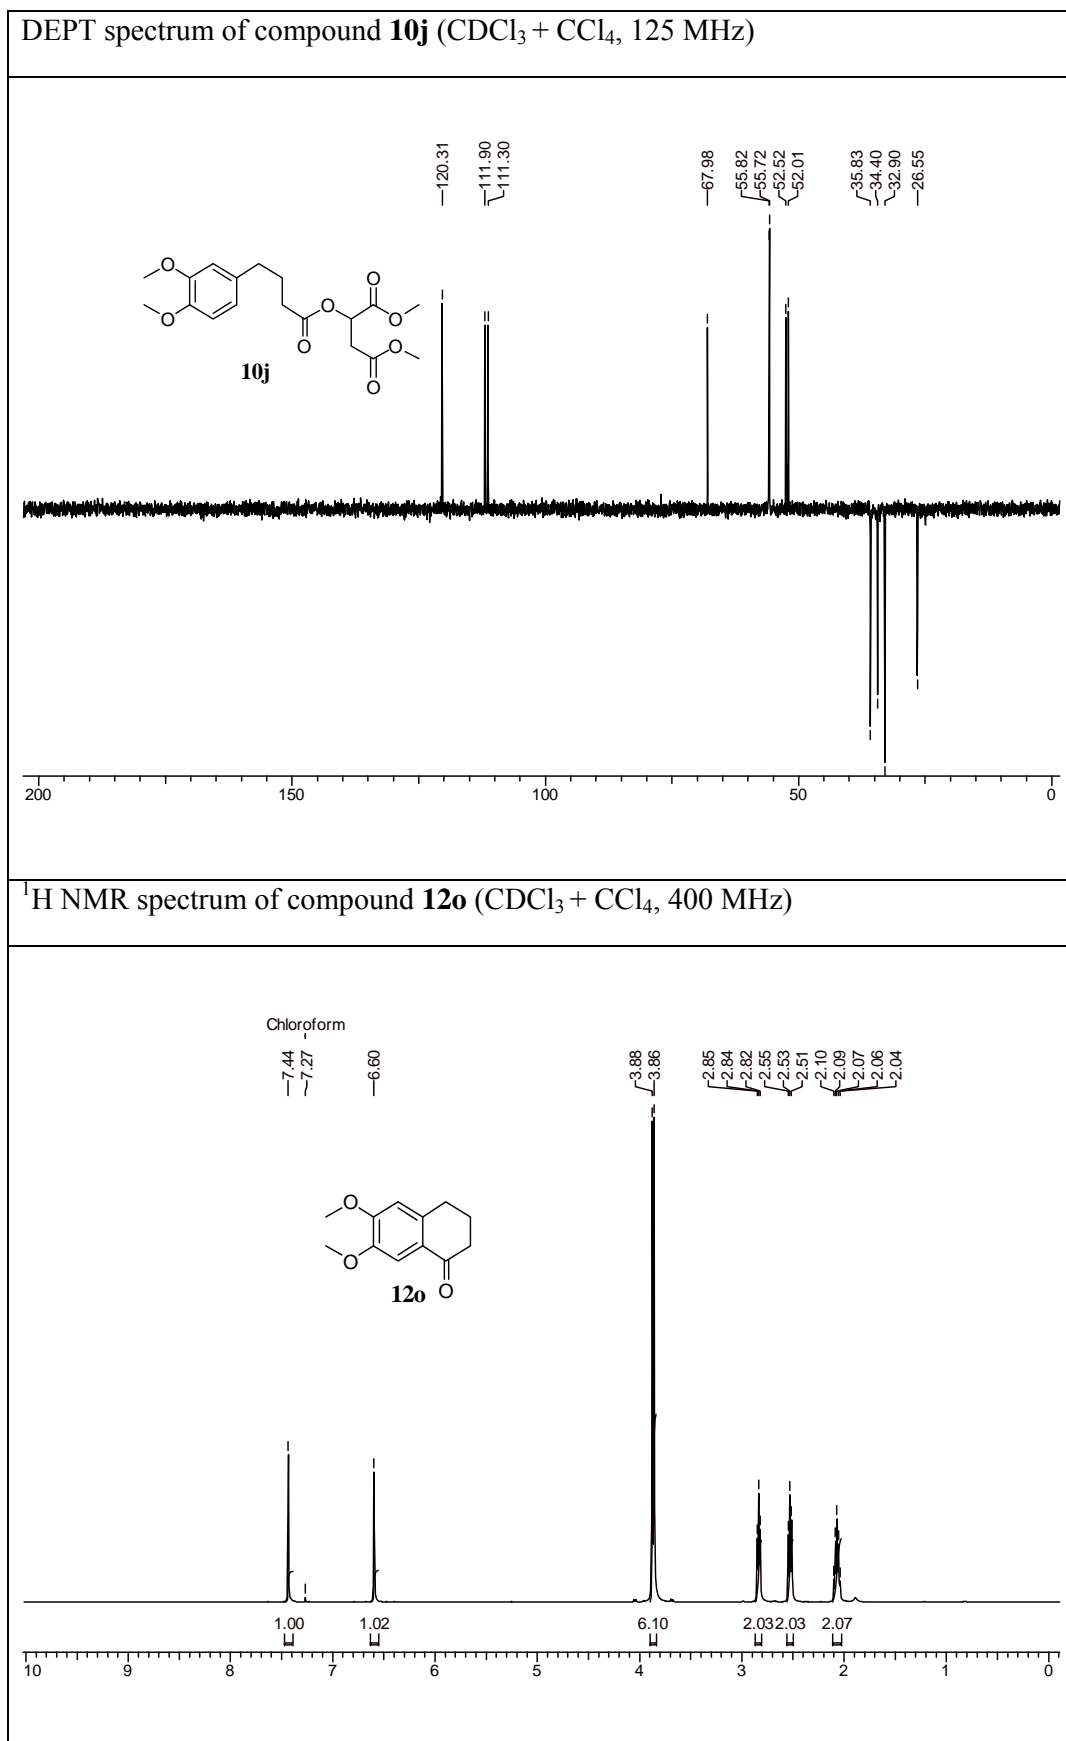 DEPT spectrum of compound 10j (CDCl₃ + CCl₄, 125 MHz)
120.31
111.90
111.30
67.98
55.82
55.72
52.52
52.01
35.83
34.40
32.90
26.55
O
O
O
O
O
O
O
O
10j
200 150 100 50 0
¹H NMR spectrum of compound 12o (CDCl₃ + CCl₄, 400 MHz)
Chloroform
7.44
7.27
6.60
3.88
3.86
2.85
2.84
2.82
2.55
2.53
2.51
2.10
2.09
2.07
2.06
2.04
O
O
O
12o
1.00 1.02 6.10 2.03 2.03 2.07
10 9 8 7 6 5 4 3 2 1 0